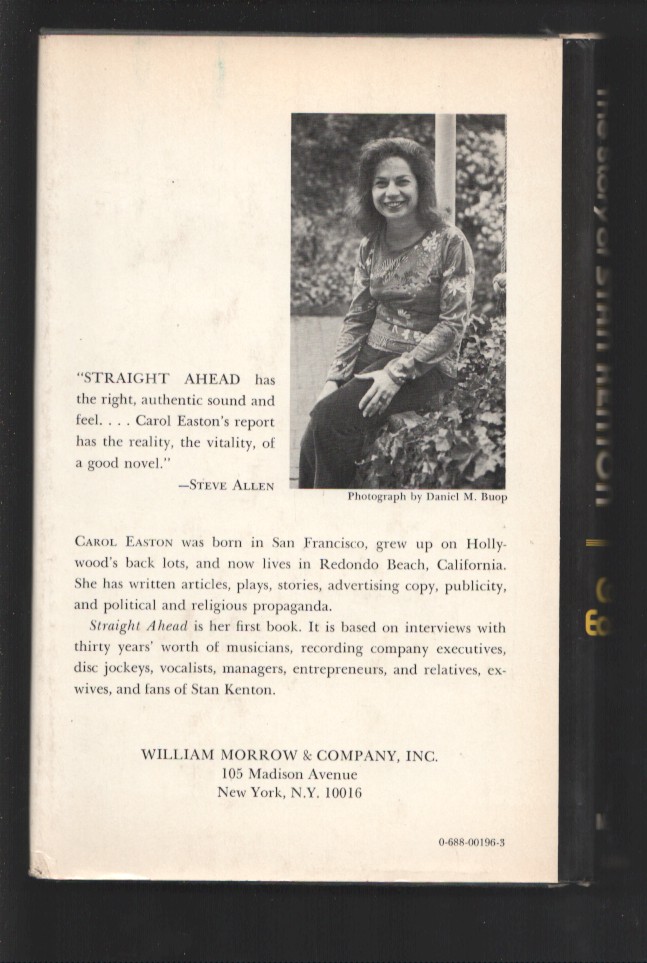 "STRAIGHT AHEAD has
the right, authentic sound and
feel. . . . Carol Easton's report
has the reality, the vitality, of
a good novel."
—STEVE ALLEN
Photograph by Daniel M. Buop
CAROL EASTON was born in San Francisco, grew up on Holly-
wood's back lots, and now lives in Redondo Beach, California.
She has written articles, plays, stories, advertising copy, publicity,
and political and religious propaganda.
Straight Ahead is her first book. It is based on interviews with
thirty years' worth of musicians, recording company executives,
disc jockeys, vocalists, managers, entrepreneurs, and relatives, ex-
wives, and fans of Stan Kenton.
WILLIAM MORROW & COMPANY, INC.
105 Madison Avenue
New York, N.Y. 10016
0-688-00196-3
The Story of STAN KENTON